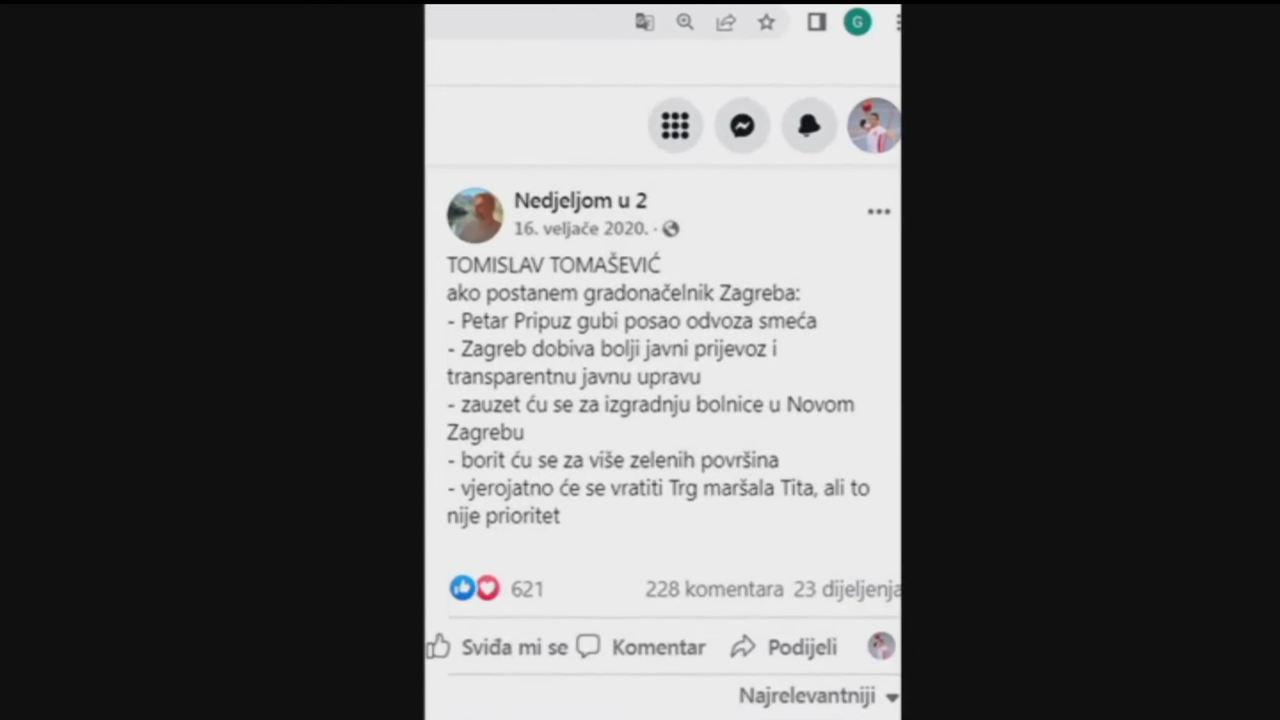 G
Nedjeljom u 2
16. veljače 2020. ·
TOMISLAV TOMAŠEVIĆ
ako postanem gradonačelnik Zagreba:
- Petar Pripuz gubi posao odvoza smeća
- Zagreb dobiva bolji javni prijevoz i
transparentnu javnu upravu
- zauzet ću se za izgradnju bolnice u Novom
Zagrebu
- borit ću se za više zelenih površina
- vjerojatno će se vratiti Trg maršala Tita, ali to
nije prioritet
621 228 komentara 23 dijeljenja
Sviđa mi se Komentar Podijeli
Najrelevantniji